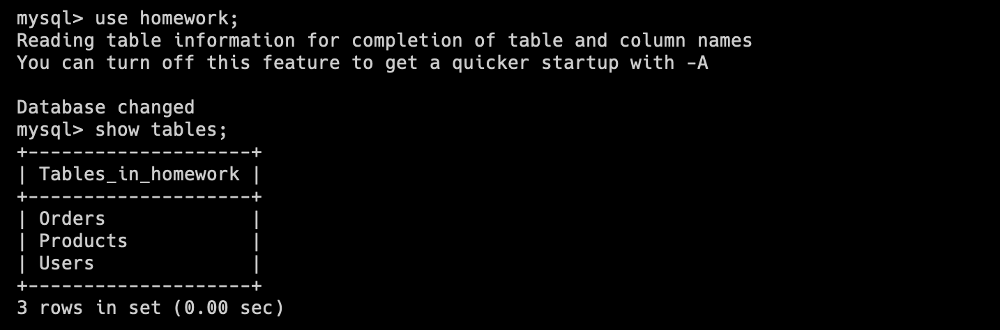 mysql> use homework;
Reading table information for completion of table and column names
You can turn off this feature to get a quicker startup with -A

Database changed
mysql> show tables;
+--------------------+
| Tables_in_homework |
+--------------------+
| Orders             |
| Products           |
| Users              |
+--------------------+
3 rows in set (0.00 sec)